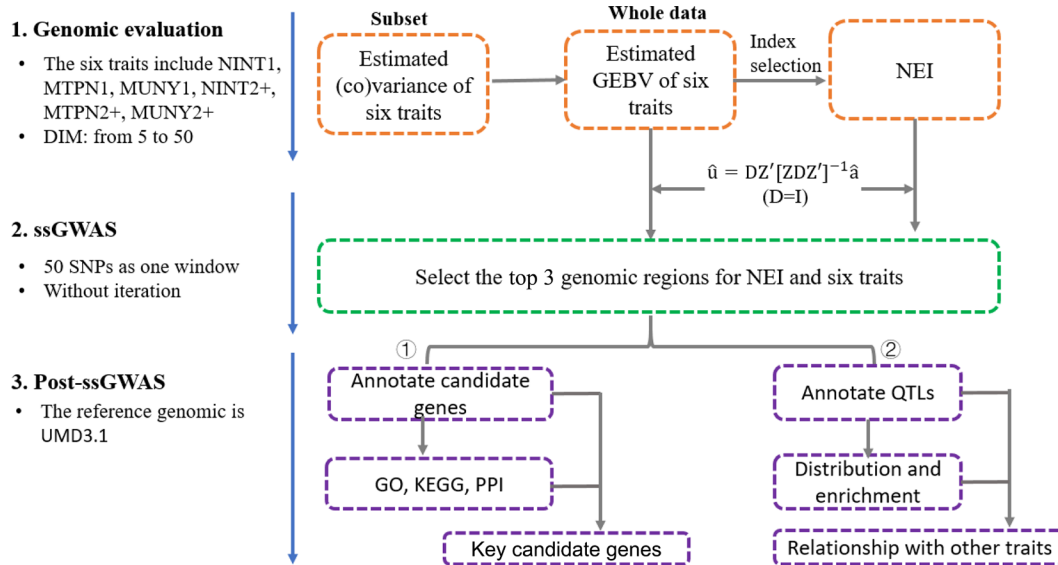 1. Genomic evaluation
• The six traits include NINT1,
MTPN1, MUNY1, NINT2+,
MTPN2+, MUNY2+
• DIM: from 5 to 50
Subset
Whole data
Estimated
(co)variance of
six traits
Estimated
GEBV of six
traits
Index
selection
NEI
û = DZ′[ZDZ′]⁻¹â
(D=I)
2. ssGWAS
• 50 SNPs as one window
• Without iteration
Select the top 3 genomic regions for NEI and six traits
3. Post-ssGWAS
• The reference genomic is
UMD3.1
①
Annotate candidate
genes
GO, KEGG, PPI
Key candidate genes
②
Annotate QTLs
Distribution and
enrichment
Relationship with other traits